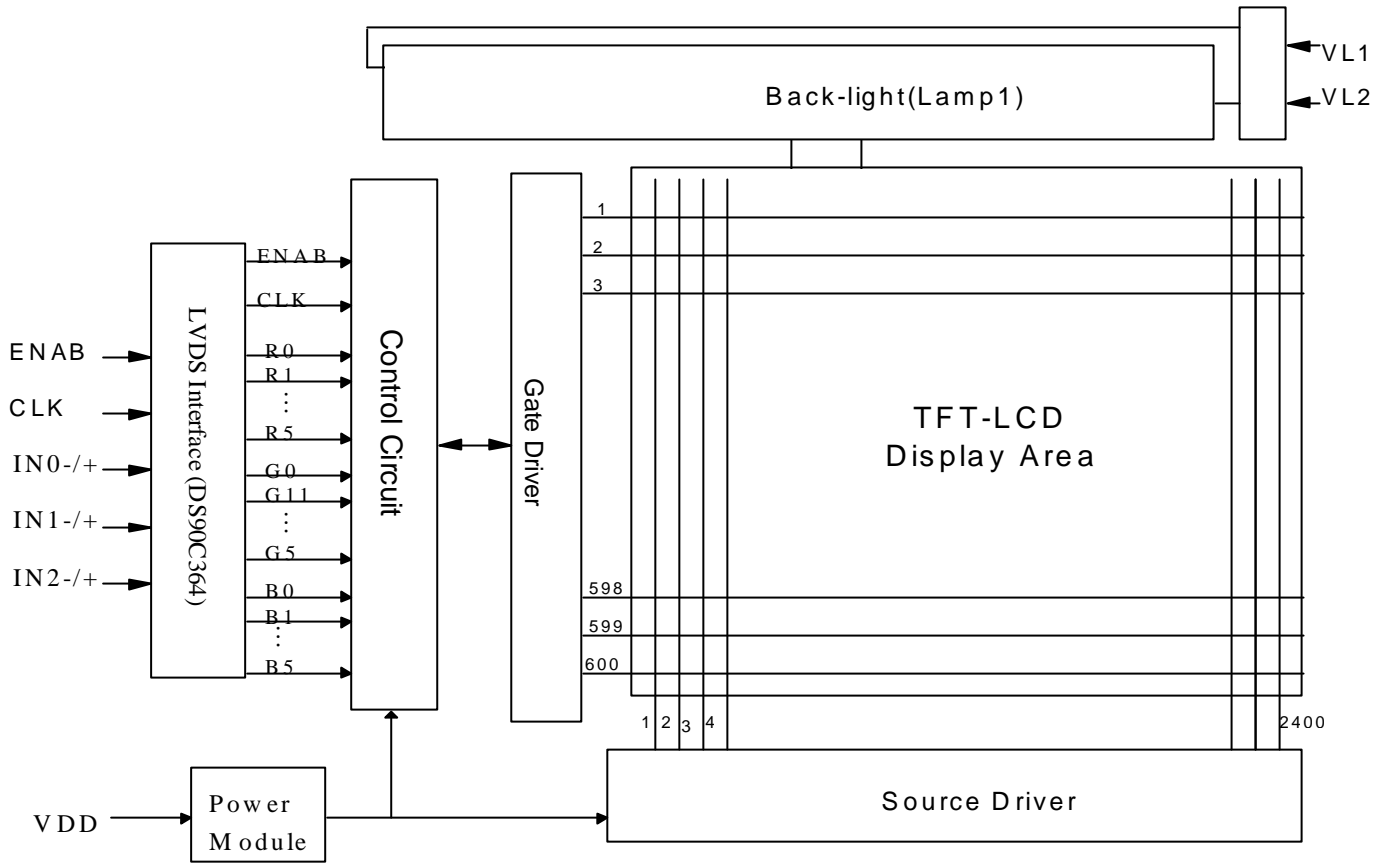 Back-light(Lamp1)
VL1
VL2
LVDS Interface (DS90C364)
ENAB
CLK
IN0-/+
IN1-/+
IN2-/+
ENAB
CLK
R0
R1
⋮
R5
G0
G11
⋮
G5
B0
B1
⋮
B5
Control Circuit
Gate Driver
1
2
3
598
599
600
TFT-LCD
Display Area
1
2
3
4
2400
VDD
Power
Module
Source Driver